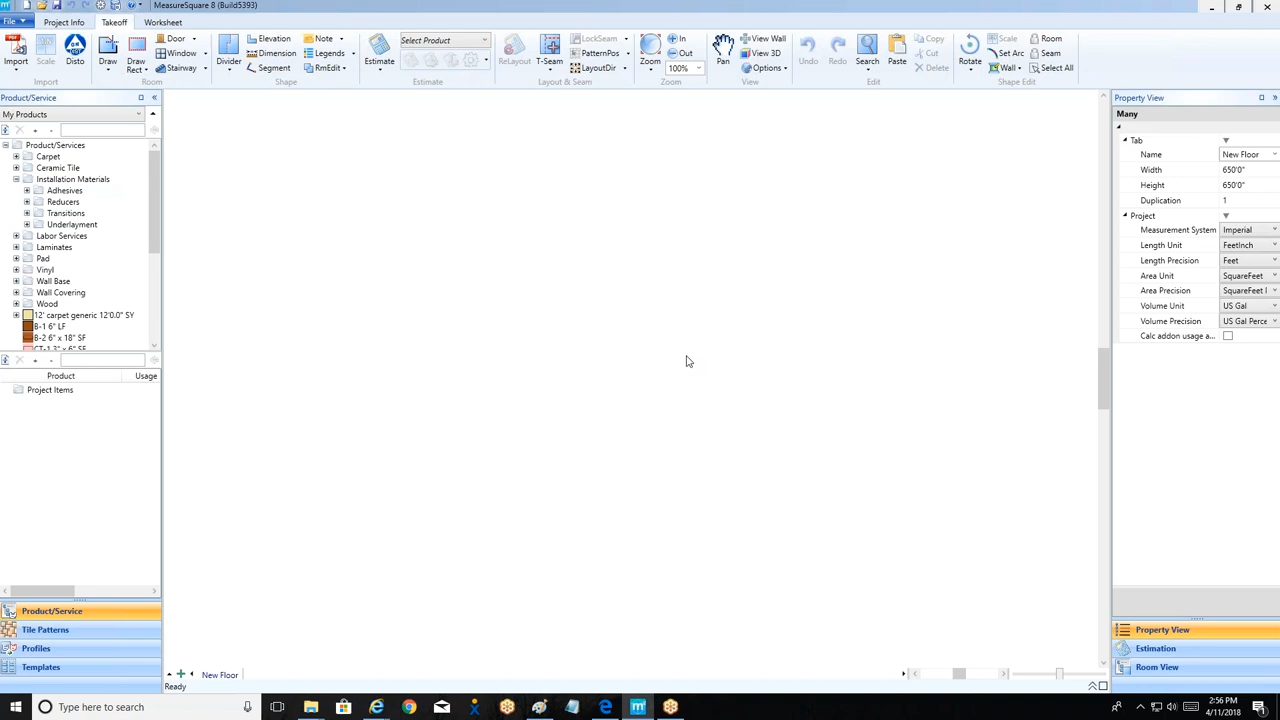 MeasureSquare 8 (Build5393)
File Project Info Takeoff Worksheet
Import Scale Disto Draw Draw Rect Door Window Stairway Divider Elevation Dimension Segment Note Legends RmEdit Estimate Select Product ReLayout T-Seam LockSeam PatternPos LayoutDir Zoom In Out 100% Pan View Wall View 3D Options Undo Redo Search Paste Copy Cut Delete Rotate Scale Set Arc Wall Room Seam Select All
Import Room Shape Estimate Layout & Seam Zoom View Edit Shape Edit
Product/Service
My Products
Product/Services
Carpet
Ceramic Tile
Installation Materials
Adhesives
Reducers
Transitions
Underlayment
Labor Services
Laminates
Pad
Vinyl
Wall Base
Wall Covering
Wood
12' carpet generic 12'0.0" SY
B-1 6" LF
B-2 6" x 18" SF
CT-1 3" x 6" SF
Product Usage
Project Items
Product/Service
Tile Patterns
Profiles
Templates
New Floor
Ready
Property View
Many
Tab
Name New Floor
Width 650'0"
Height 650'0"
Duplication 1
Project
Measurement System Imperial
Length Unit FeetInch
Length Precision Feet
Area Unit SquareFeet
Area Precision SquareFeet I
Volume Unit US Gal
Volume Precision US Gal Perce
Calc addon usage a...
Property View
Estimation
Room View
Type here to search
2:56 PM
4/11/2018